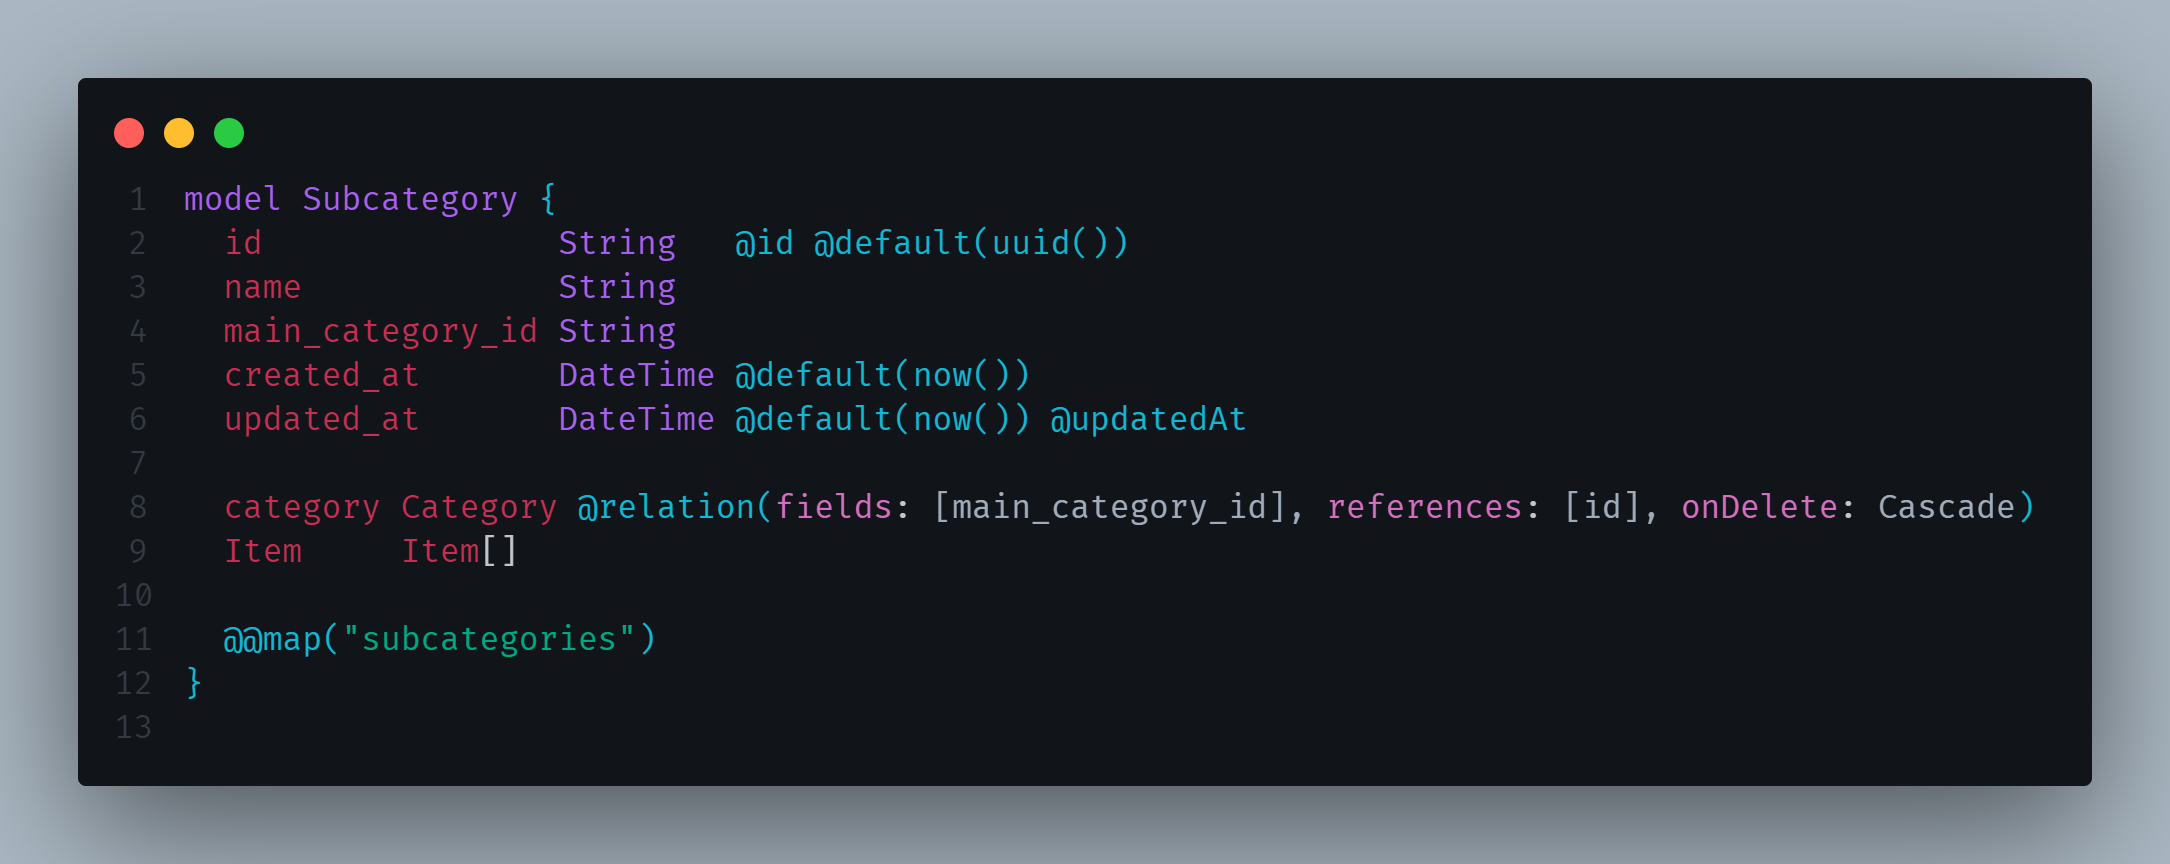 1 model Subcategory {
2   id               String   @id @default(uuid())
3   name             String
4   main_category_id String
5   created_at       DateTime @default(now())
6   updated_at       DateTime @default(now()) @updatedAt
7
8   category Category @relation(fields: [main_category_id], references: [id], onDelete: Cascade)
9   Item     Item[]
10
11   @@map("subcategories")
12 }
13